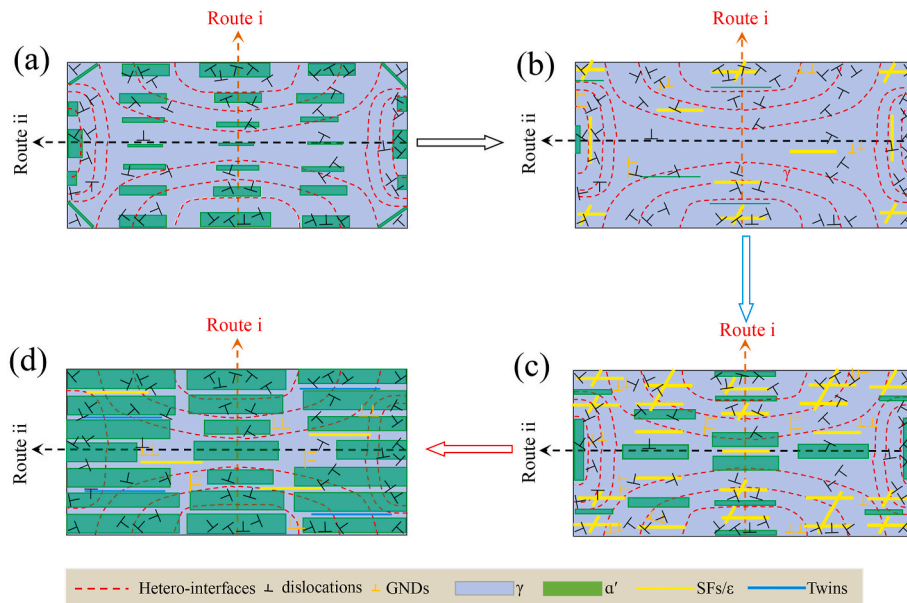 Route i
(a)
Route ii
Route i
(b)
Route ii
γ
Route i
(d)
Route ii
Route i
(c)
Route ii
Hetero-interfaces dislocations GNDs γ α′ SFs/ε Twins